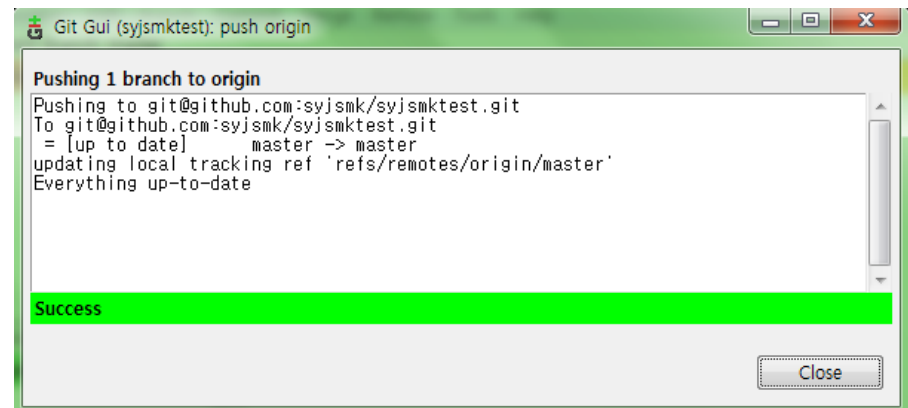 Git Gui (syjsmktest): push origin
Pushing 1 branch to origin
Pushing to git@github.com:syjsmk/syjsmktest.git
To git@github.com:syjsmk/syjsmktest.git
= [up to date] master -> master
updating local tracking ref 'refs/remotes/origin/master'
Everything up-to-date
Success
Close